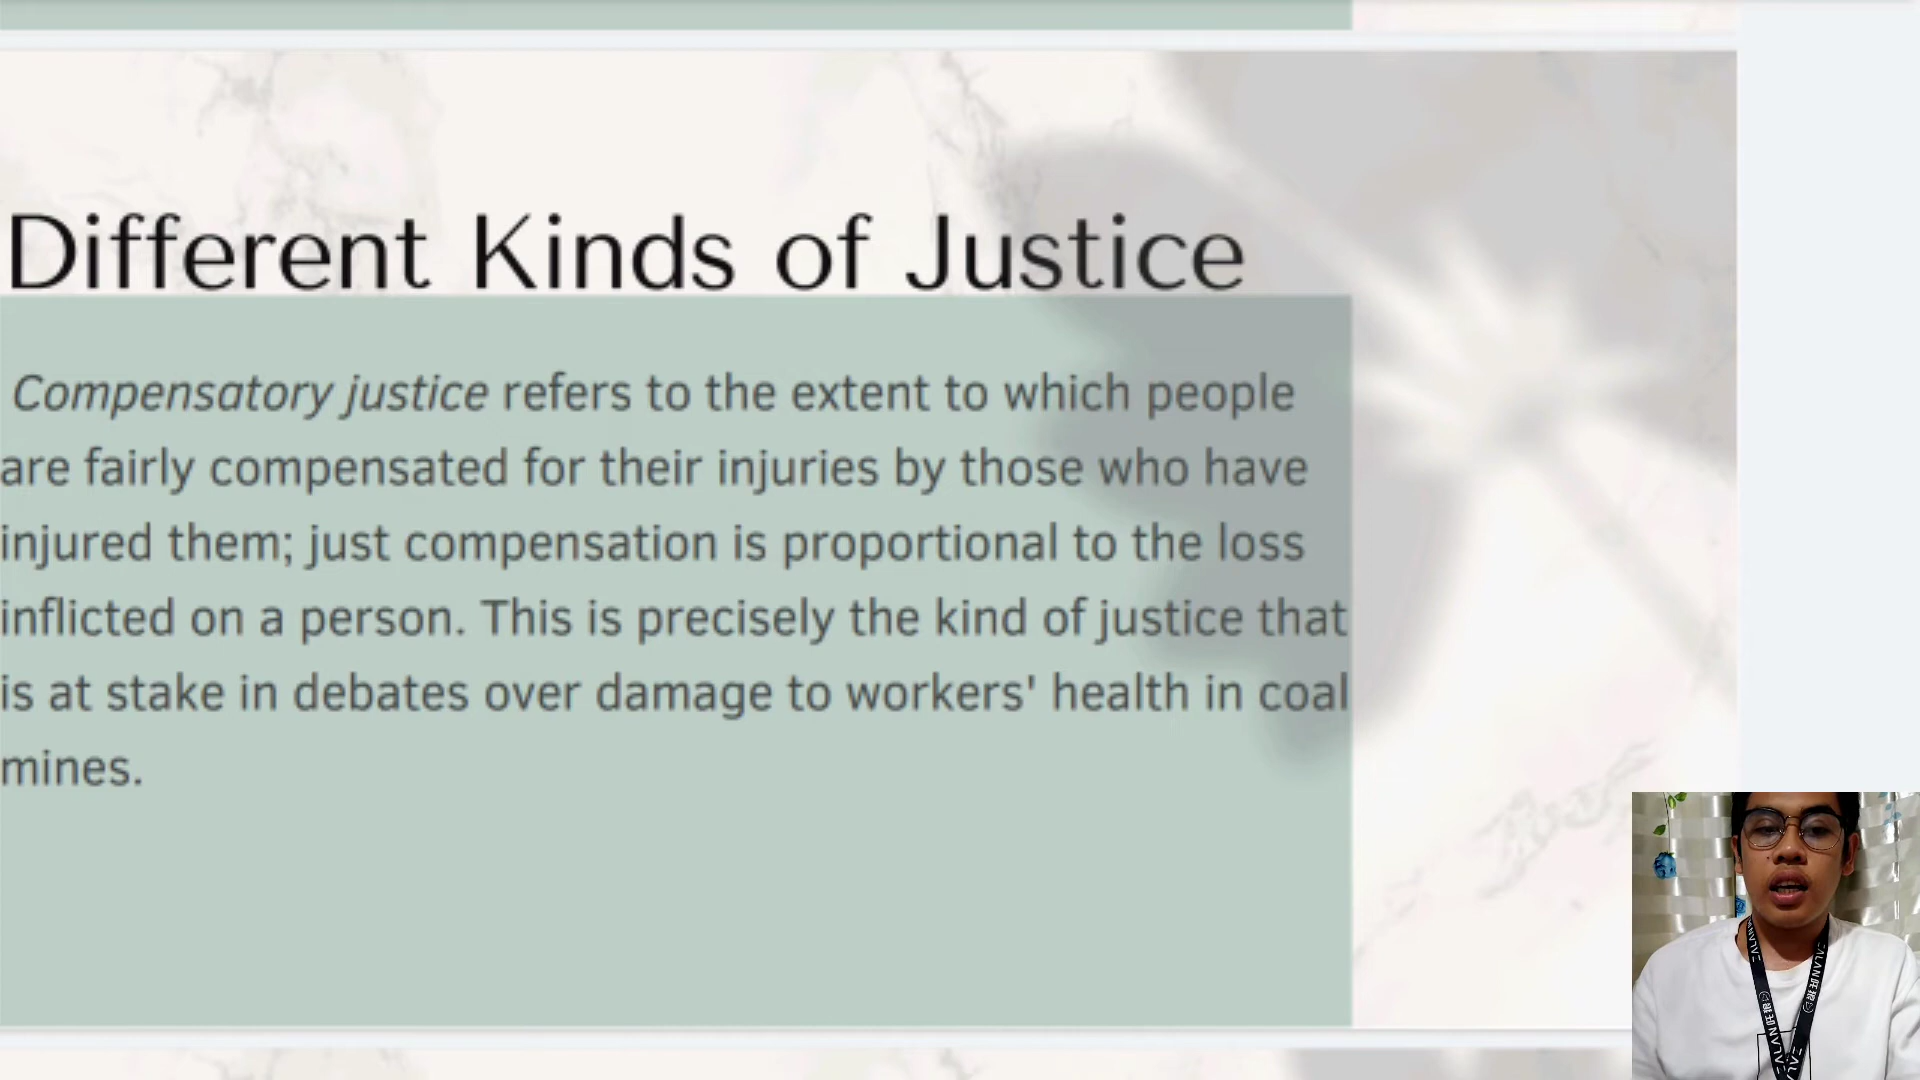 Different Kinds of Justice
Compensatory justice refers to the extent to which people
are fairly compensated for their injuries by those who have
injured them; just compensation is proportional to the loss
inflicted on a person. This is precisely the kind of justice that
is at stake in debates over damage to workers' health in coal
mines.